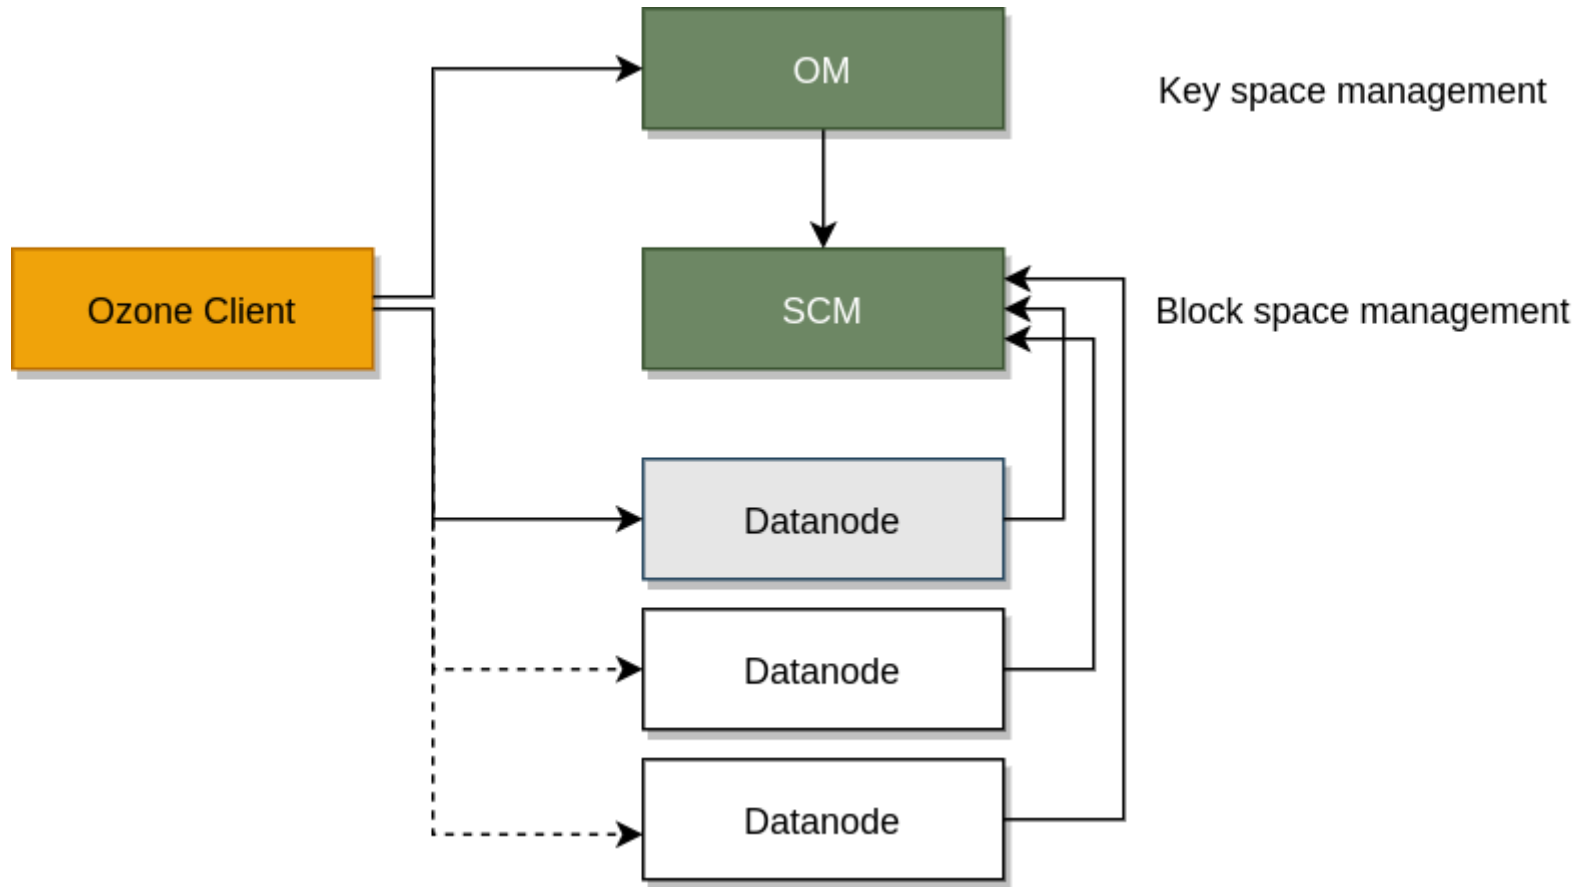 OM
Key space management
Ozone Client
SCM
Block space management
Datanode
Datanode
Datanode